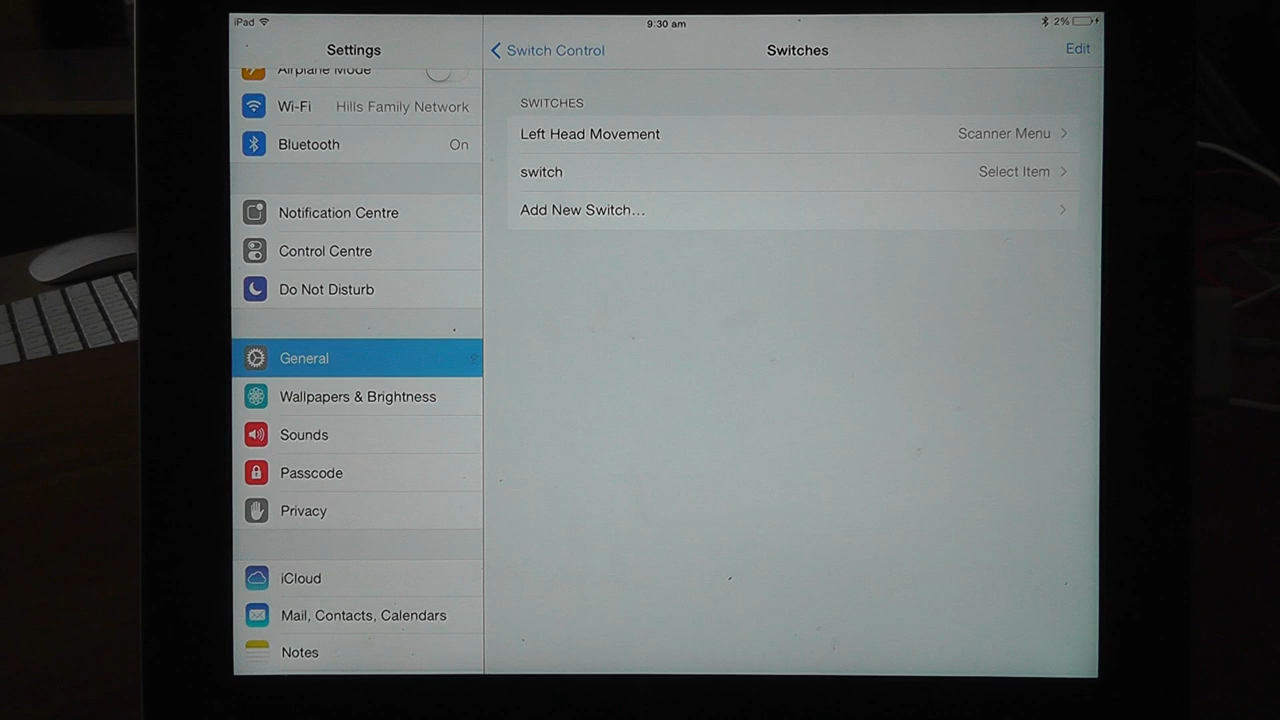 iPad 9:30 am 2%
Settings
Airplane Mode
Wi-Fi Hills Family Network
Bluetooth On
Notification Centre
Control Centre
Do Not Disturb
General
Wallpapers & Brightness
Sounds
Passcode
Privacy
iCloud
Mail, Contacts, Calendars
Notes
Switch Control Switches Edit
SWITCHES
Left Head Movement Scanner Menu
switch Select Item
Add New Switch...